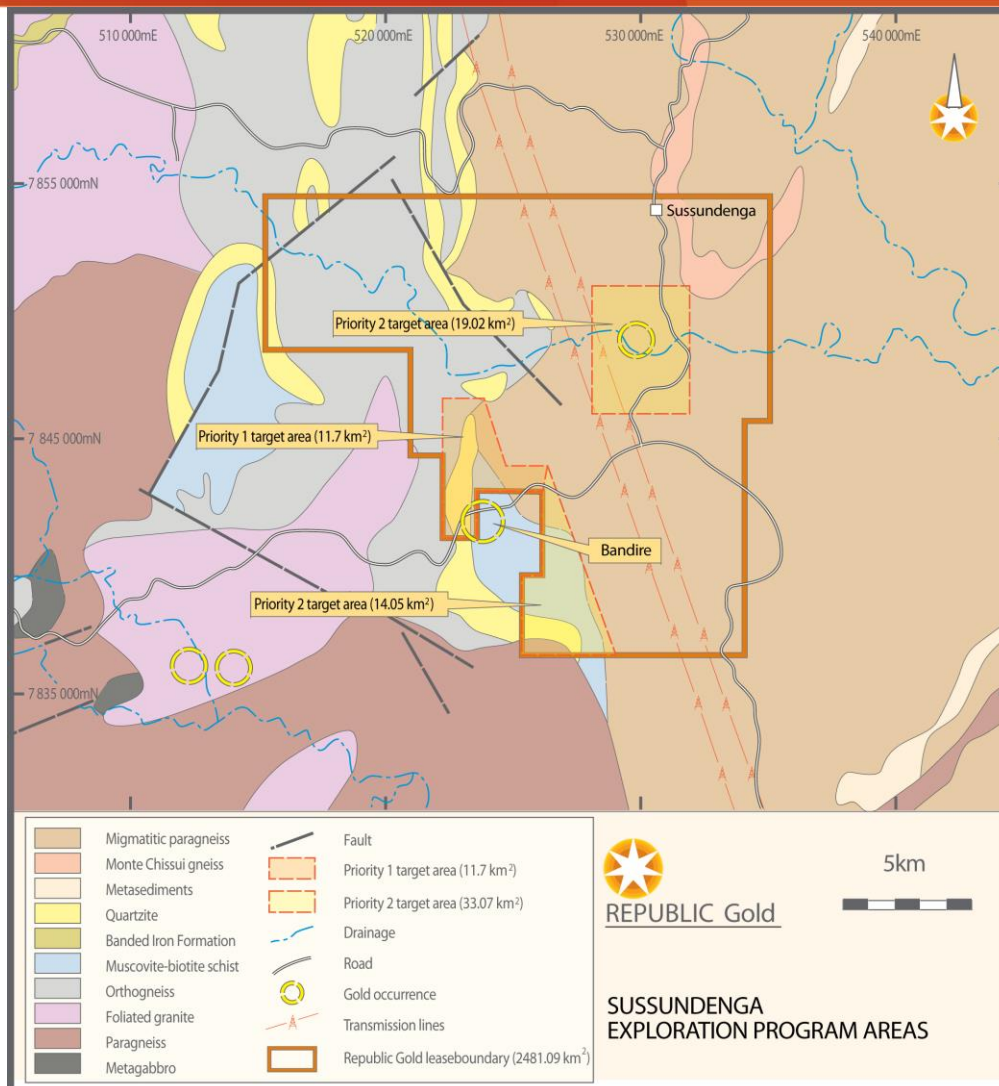 510 000mE
520 000mE
530 000mE
540 000mE
7 855 000mN
Sussundenga
Priority 2 target area (19.02 km²)
Priority 1 target area (11.7 km²)
7 845 000mN
Bandire
Priority 2 target area (14.05 km²)
7 835 000mN
Migmatitic paragneiss
Monte Chissui gneiss
Metasediments
Quartzite
Banded Iron Formation
Muscovite-biotite schist
Orthogneiss
Foliated granite
Paragneiss
Metagabbro
Fault
Priority 1 target area (11.7 km²)
Priority 2 target area (33.07 km²)
Drainage
Road
Gold occurrence
Transmission lines
Republic Gold leaseboundary (2481.09 km²)
REPUBLIC Gold
5km
SUSSUNDENGA
EXPLORATION PROGRAM AREAS